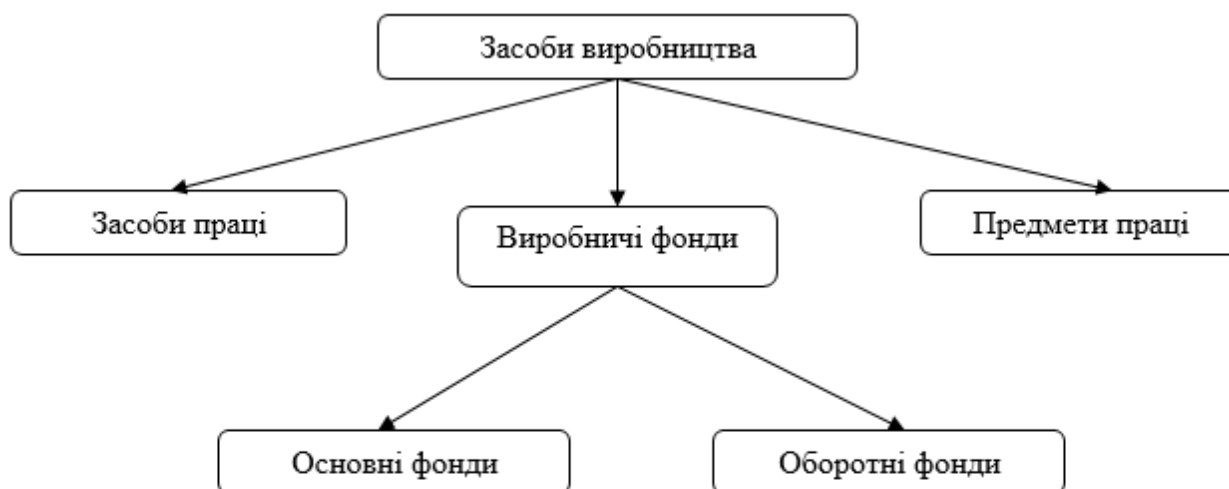 Засоби виробництва
Засоби праці
Виробничі фонди
Предмети праці
Основні фонди
Оборотні фонди